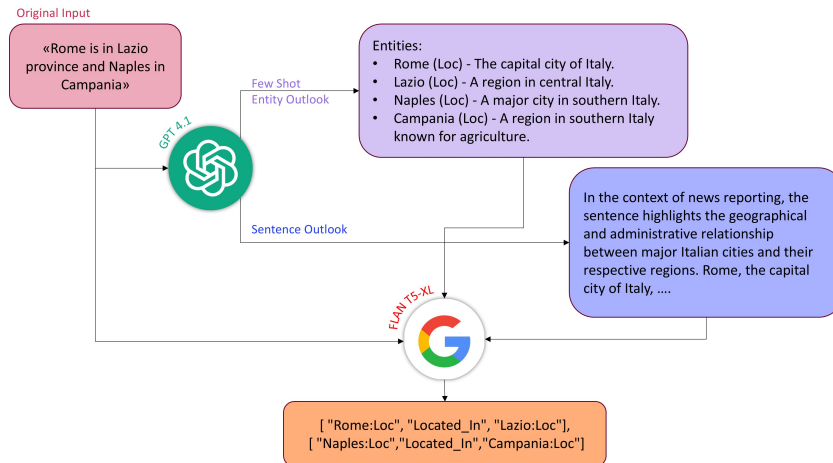 Original Input
«Rome is in Lazio
province and Naples in
Campania»
GPT 4.1
Few Shot
Entity Outlook
Entities:
• Rome (Loc) - The capital city of Italy.
• Lazio (Loc) - A region in central Italy.
• Naples (Loc) - A major city in southern Italy.
• Campania (Loc) - A region in southern Italy
known for agriculture.
Sentence Outlook
In the context of news reporting, the
sentence highlights the geographical
and administrative relationship
between major Italian cities and their
respective regions. Rome, the capital
city of Italy, ....
FLAN T5-XL
[ "Rome:Loc", "Located_In", "Lazio:Loc"],
[ "Naples:Loc","Located_In","Campania:Loc"]